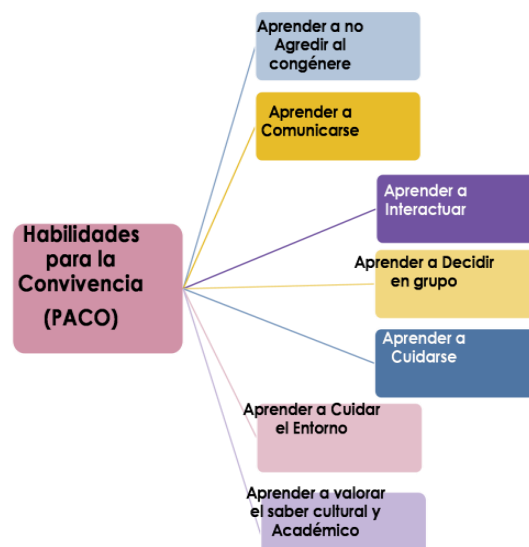 Aprender a no
Agredir al
congénere
Aprender a
Comunicarse
Aprender a
Interactuar
Habilidades
para la
Convivencia
(PACO)
Aprender a Decidir
en grupo
Aprender a
Cuidarse
Aprender a Cuidar
el Entorno
Aprender a valorar
el saber cultural y
Académico